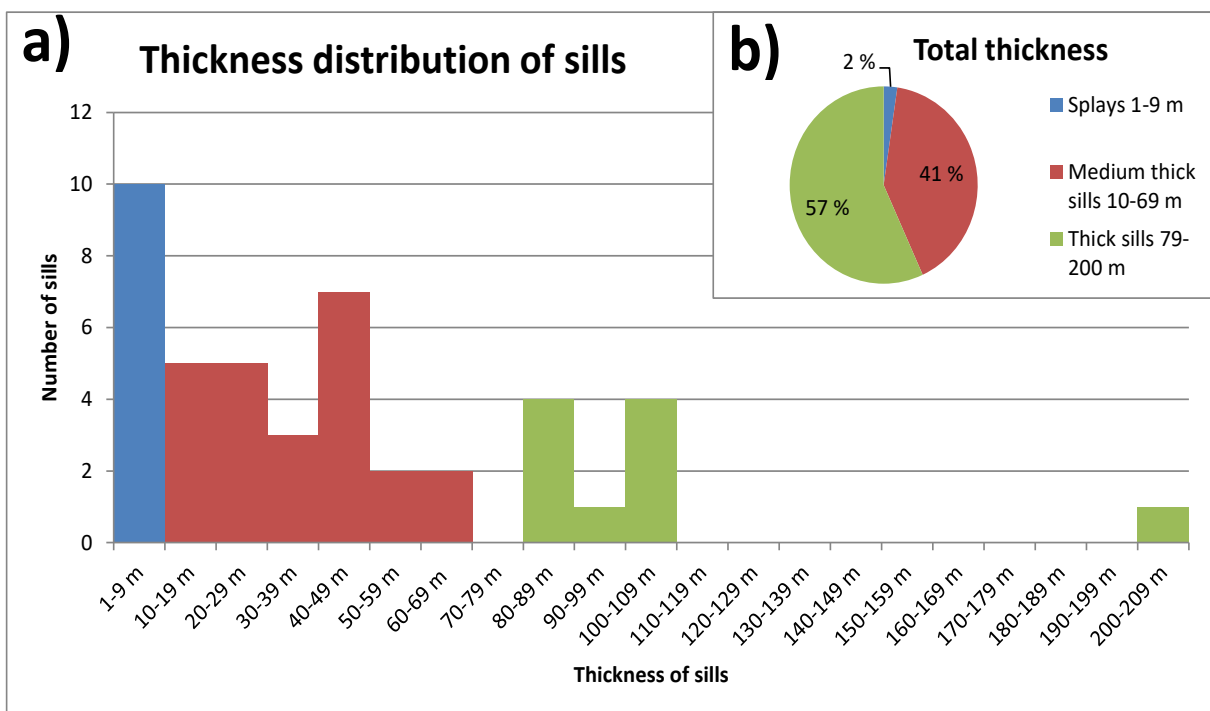 a)
Thickness distribution of sills
12
10
8
6
4
2
0
Number of sills
1-9 m
10-19 m
20-29 m
30-39 m
40-49 m
50-59 m
60-69 m
70-79 m
80-89 m
90-99 m
100-109 m
110-119 m
120-129 m
130-139 m
140-149 m
150-159 m
160-169 m
170-179 m
180-189 m
190-199 m
200-209 m
Thickness of sills
b)
Total thickness
2 %
41 %
57 %
Splays 1-9 m
Medium thick
sills 10-69 m
Thick sills 79-
200 m